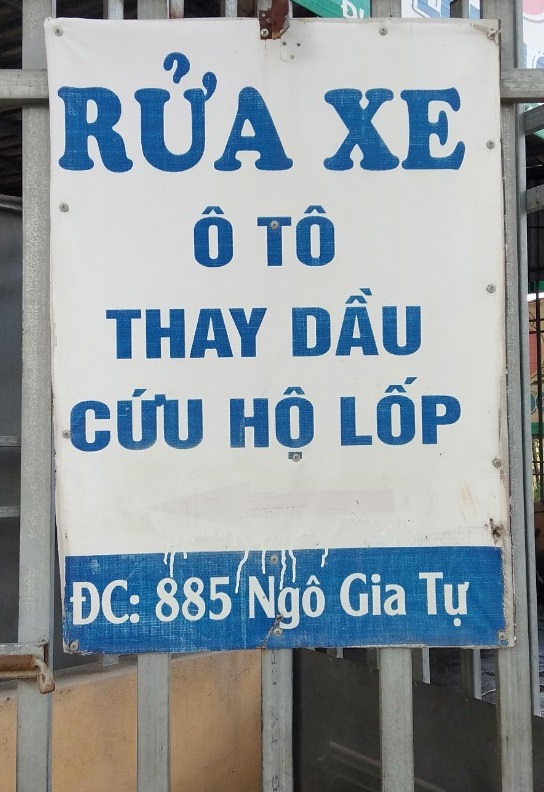 RỬA XE
Ô TÔ
THAY DẦU
CỨU HỘ LỐP
ĐC: 885 Ngô Gia Tự